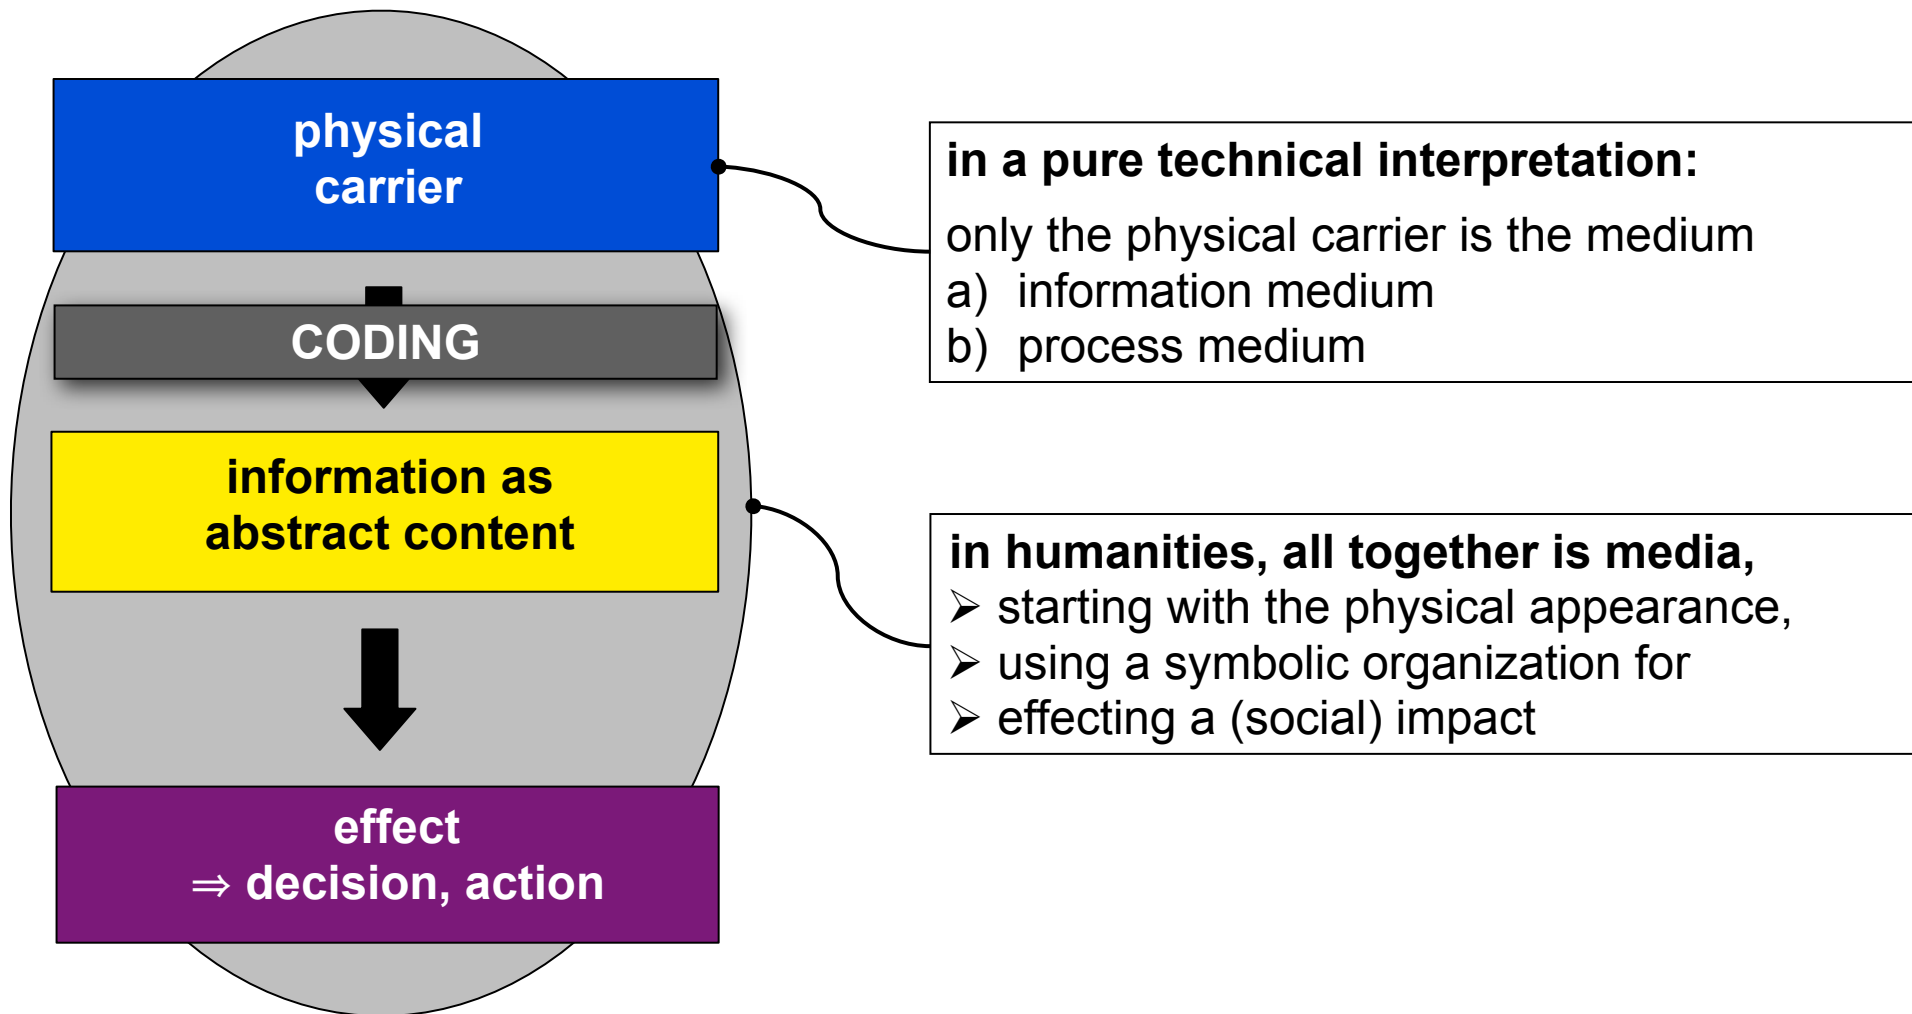 physical
carrier
CODING
information as
abstract content
effect
⇒ decision, action
in a pure technical interpretation:
only the physical carrier is the medium
a) information medium
b) process medium
in humanities, all together is media,
➢ starting with the physical appearance,
➢ using a symbolic organization for
➢ effecting a (social) impact